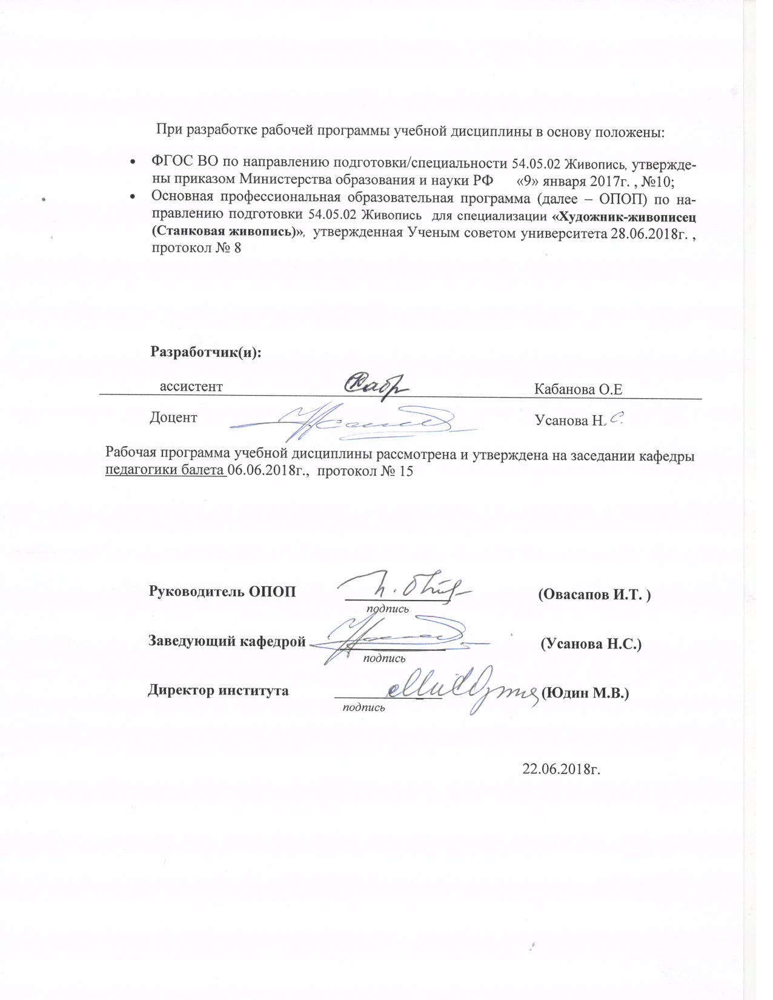 При разработке рабочей программы учебной дисциплины в основу положены:
• ФГОС ВО по направлению подготовки/специальности 54.05.02 Живопись, утвержде-
ны приказом Министерства образования и науки РФ «9» января 2017г. , №10;
• Основная профессиональная образовательная программа (далее – ОПОП) по на-
правлению подготовки 54.05.02 Живопись для специализации «Художник-живописец
(Станковая живопись)», утвержденная Ученым советом университета 28.06.2018г. ,
протокол № 8
Разработчик(и):
ассистент Кабанова О.Е
Доцент Усанова Н. С.
Рабочая программа учебной дисциплины рассмотрена и утверждена на заседании кафедры
педагогики балета 06.06.2018г., протокол № 15
Руководитель ОПОП (Овасапов И.Т. )
подпись
Заведующий кафедрой (Усанова Н.С.)
подпись
Директор института (Юдин М.В.)
подпись
22.06.2018г.